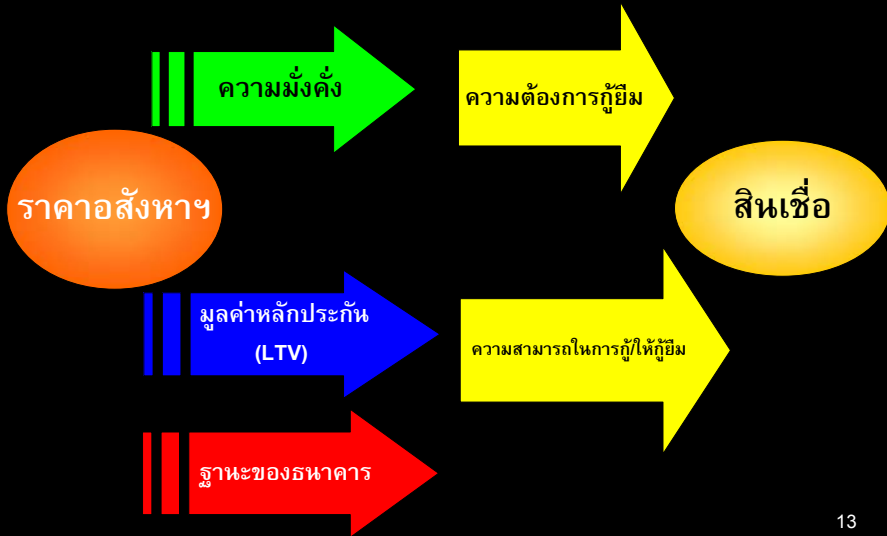 ความมั่งคั่ง
ความต้องการกู้ยืม
ราคาอสังหาฯ
สินเชื่อ
มูลค่าหลักประกัน
(LTV)
ความสามารถในการกู้/ให้กู้ยืม
ฐานะของธนาคาร
13